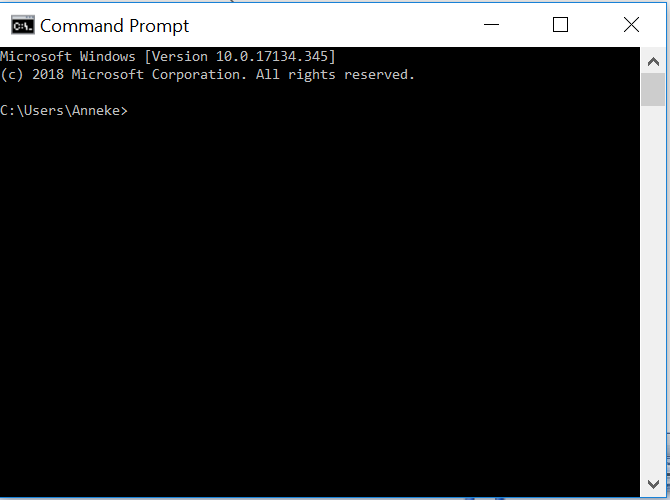 Command Prompt
Microsoft Windows [Version 10.0.17134.345]
(c) 2018 Microsoft Corporation. All rights reserved.
C:\Users\Anneke>